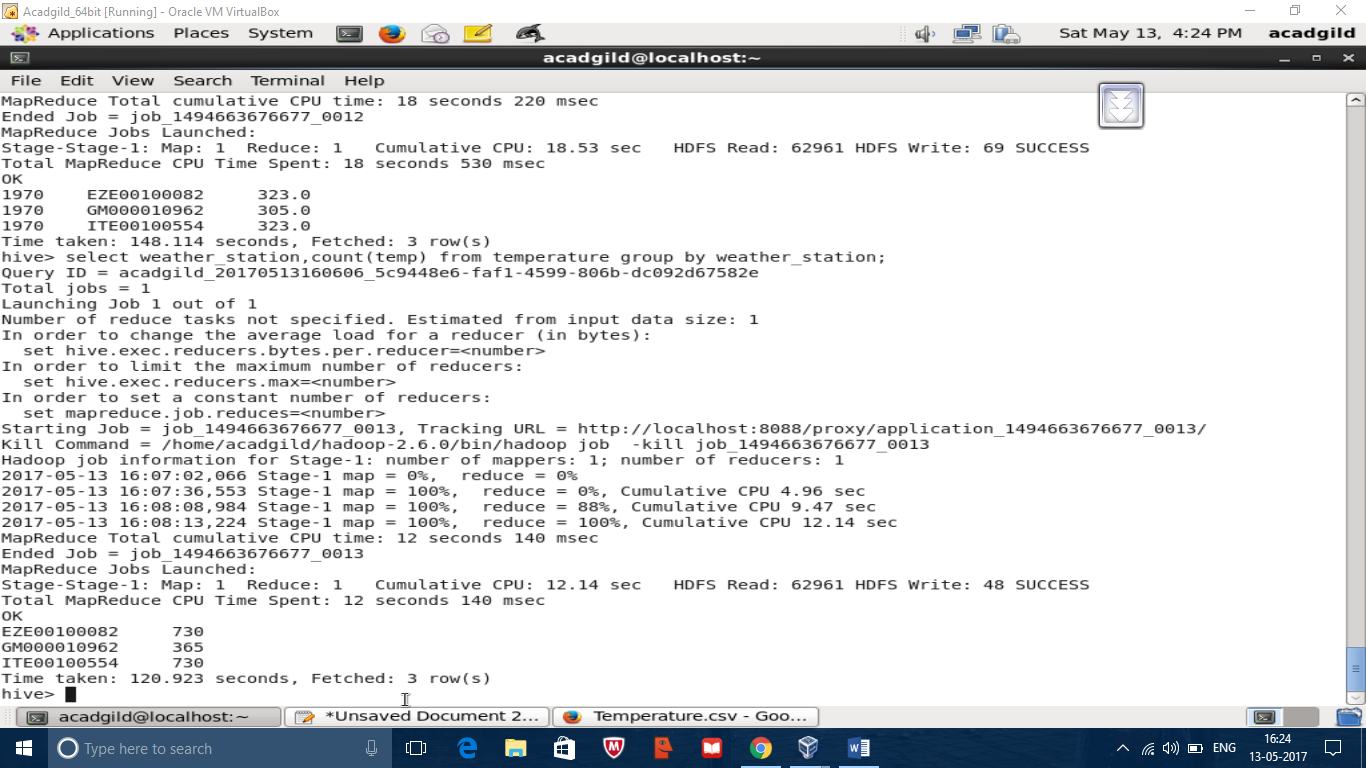 Acadgild_64bit [Running] - Oracle VM VirtualBox
Applications Places System Sat May 13, 4:24 PM acadgild
acadgild@localhost:~
File Edit View Search Terminal Help
MapReduce Total cumulative CPU time: 18 seconds 220 msec
Ended Job = job_1494663676677_0012
MapReduce Jobs Launched:
Stage-Stage-1: Map: 1  Reduce: 1   Cumulative CPU: 18.53 sec   HDFS Read: 62961 HDFS Write: 69 SUCCESS
Total MapReduce CPU Time Spent: 18 seconds 530 msec
OK
1970    EZE00100082     323.0
1970    GM000010962     305.0
1970    ITE00100554     323.0
Time taken: 148.114 seconds, Fetched: 3 row(s)
hive> select weather_station,count(temp) from temperature group by weather_station;
Query ID = acadgild_20170513160606_5c9448e6-faf1-4599-806b-dc092d67582e
Total jobs = 1
Launching Job 1 out of 1
Number of reduce tasks not specified. Estimated from input data size: 1
In order to change the average load for a reducer (in bytes):
  set hive.exec.reducers.bytes.per.reducer=<number>
In order to limit the maximum number of reducers:
  set hive.exec.reducers.max=<number>
In order to set a constant number of reducers:
  set mapreduce.job.reduces=<number>
Starting Job = job_1494663676677_0013, Tracking URL = http://localhost:8088/proxy/application_1494663676677_0013/
Kill Command = /home/acadgild/hadoop-2.6.0/bin/hadoop job  -kill job_1494663676677_0013
Hadoop job information for Stage-1: number of mappers: 1; number of reducers: 1
2017-05-13 16:07:02,066 Stage-1 map = 0%,  reduce = 0%
2017-05-13 16:07:36,553 Stage-1 map = 100%,  reduce = 0%, Cumulative CPU 4.96 sec
2017-05-13 16:08:08,984 Stage-1 map = 100%,  reduce = 88%, Cumulative CPU 9.47 sec
2017-05-13 16:08:13,224 Stage-1 map = 100%,  reduce = 100%, Cumulative CPU 12.14 sec
MapReduce Total cumulative CPU time: 12 seconds 140 msec
Ended Job = job_1494663676677_0013
MapReduce Jobs Launched:
Stage-Stage-1: Map: 1  Reduce: 1   Cumulative CPU: 12.14 sec   HDFS Read: 62961 HDFS Write: 48 SUCCESS
Total MapReduce CPU Time Spent: 12 seconds 140 msec
OK
EZE00100082     730
GM000010962     365
ITE00100554     730
Time taken: 120.923 seconds, Fetched: 3 row(s)
hive>
acadgild@localhost:~ *Unsaved Document 2... Temperature.csv - Goo...
Type here to search ENG 16:24
13-05-2017